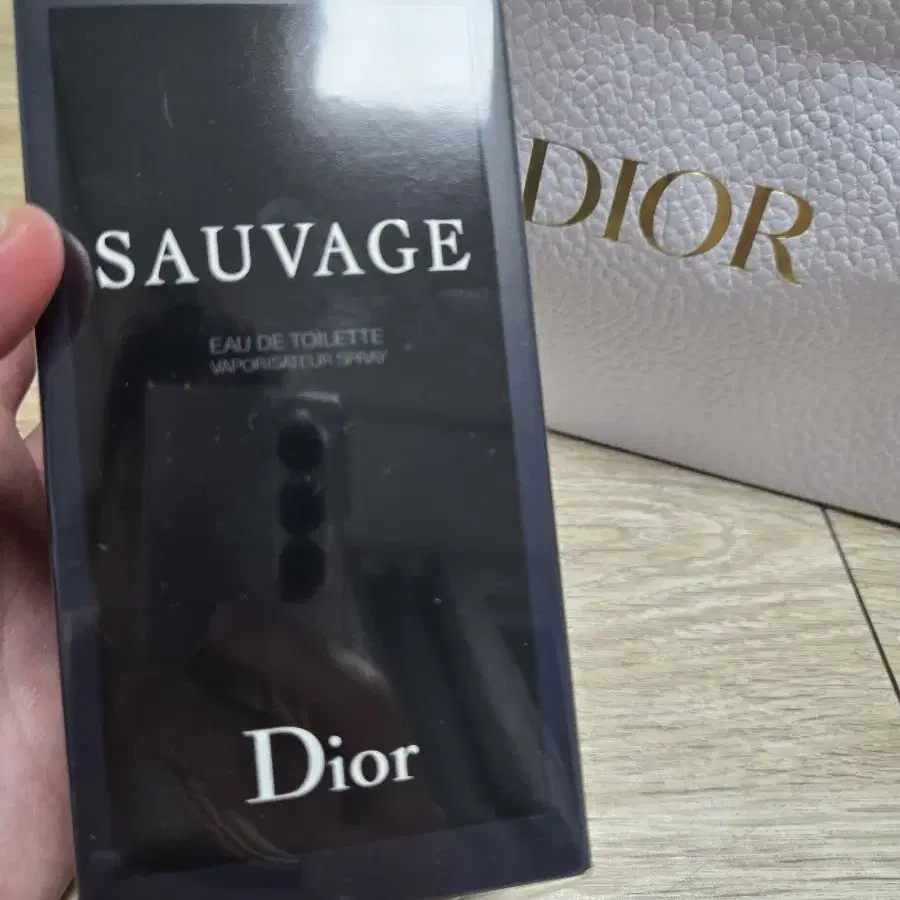 SAUVAGE
EAU DE TOILETTE
VAPORISATEUR SPRAY
Dior
DIOR